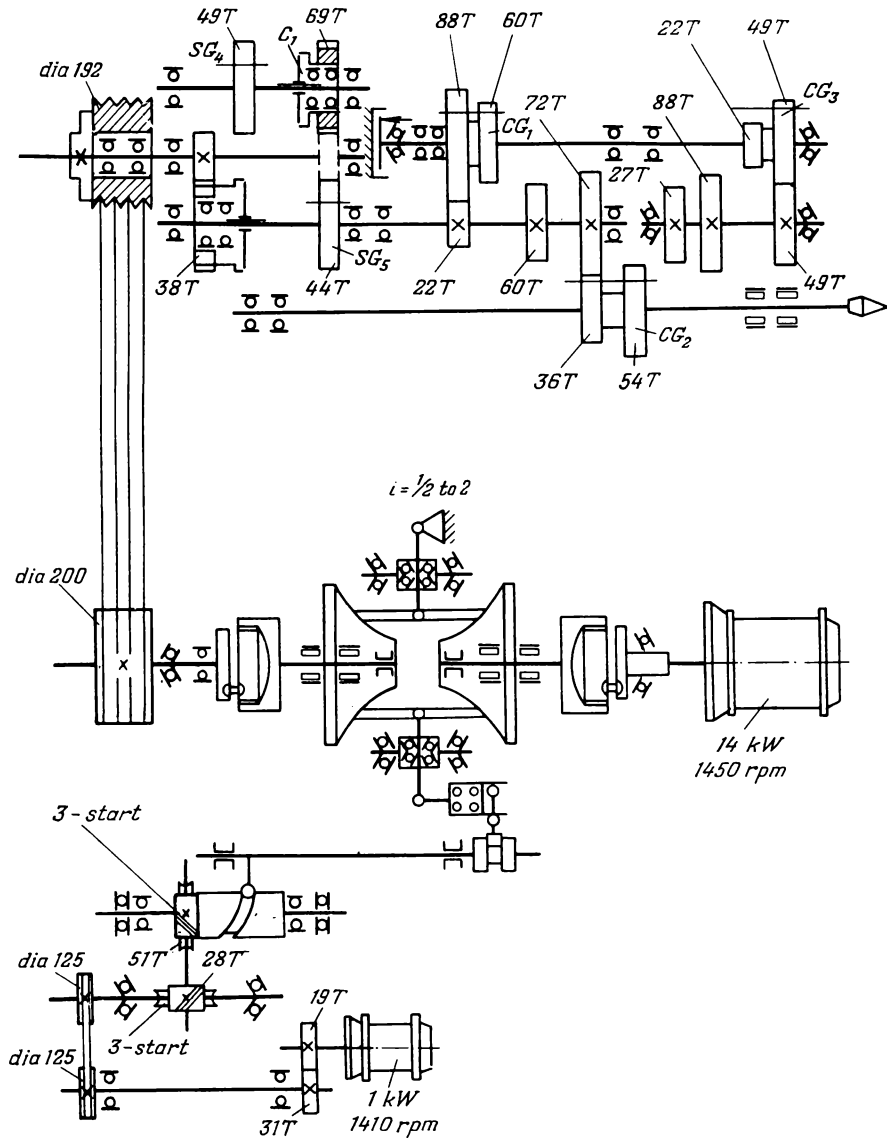 49T
69T
SG4
C1
88T
60T
22T
49T
CG3
dia 192
72T
CG1
88T
27T
38T
44T
SG5
22T
60T
49T
36T
CG2
54T
i = 1/2 to 2
dia 200
14 kW
1450 rpm
3-start
51T
28T
dia 125
19T
3-start
dia 125
31T
1 kW
1410 rpm